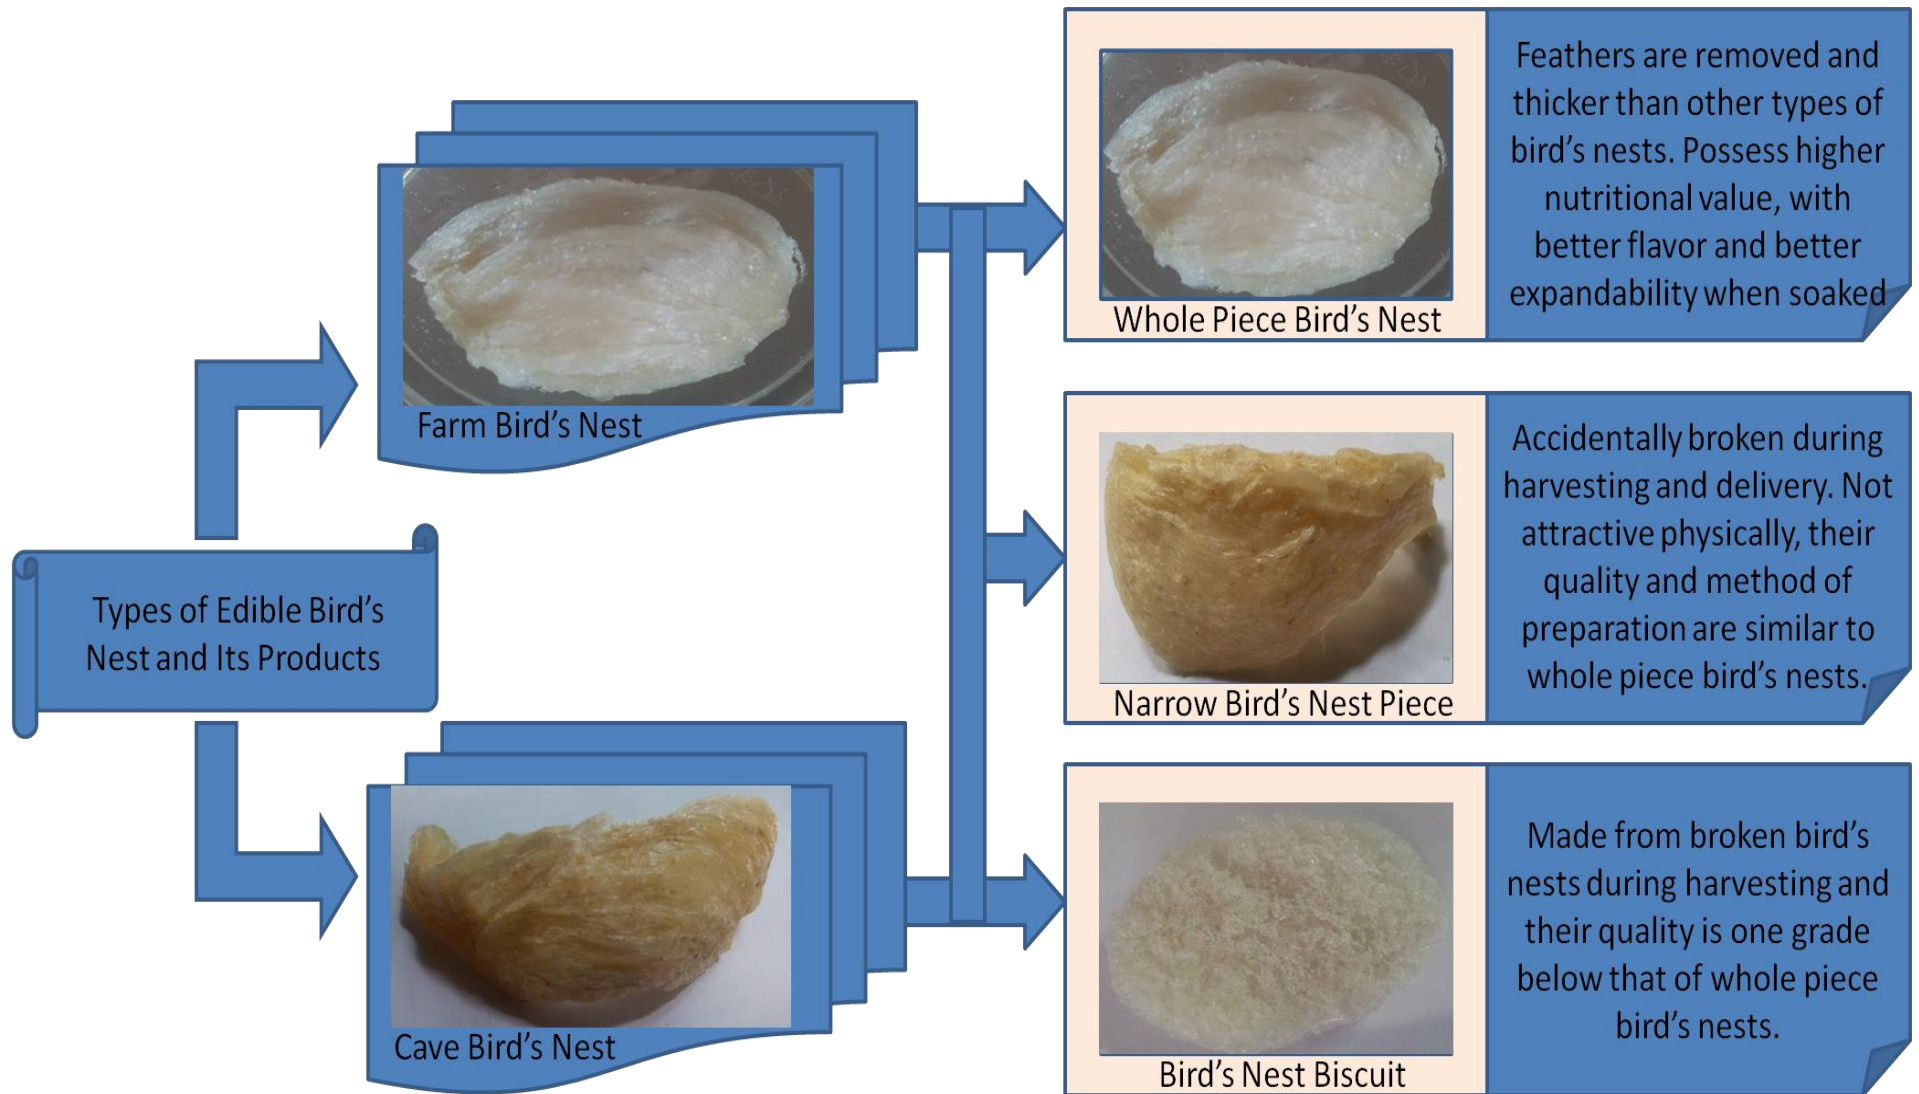 Types of Edible Bird's
Nest and Its Products
Farm Bird's Nest
Cave Bird's Nest
Whole Piece Bird's Nest
Feathers are removed and
thicker than other types of
bird's nests. Possess higher
nutritional value, with
better flavor and better
expandability when soaked
Narrow Bird's Nest Piece
Accidentally broken during
harvesting and delivery. Not
attractive physically, their
quality and method of
preparation are similar to
whole piece bird's nests.
Bird's Nest Biscuit
Made from broken bird's
nests during harvesting and
their quality is one grade
below that of whole piece
bird's nests.